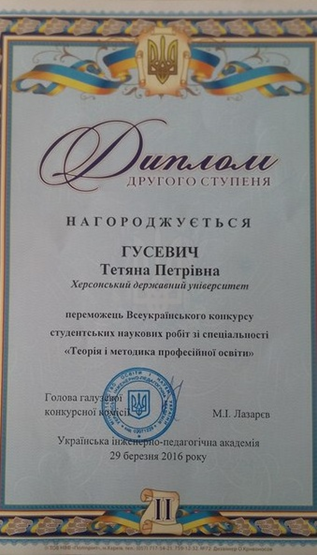 Диплом
ДРУГОГО СТУПЕНЯ
НАГОРОДЖУЄТЬСЯ
ГУСЕВИЧ
Тетяна Петрівна
Херсонський державний університет
переможець Всеукраїнського конкурсу
студентських наукових робіт зі спеціальності
«Теорія і методика професійної освіти»
Голова галузевої
конкурсної комісії М.І. Лазарєв
Українська інженерно-педагогічна академія
29 березня 2016 року
II